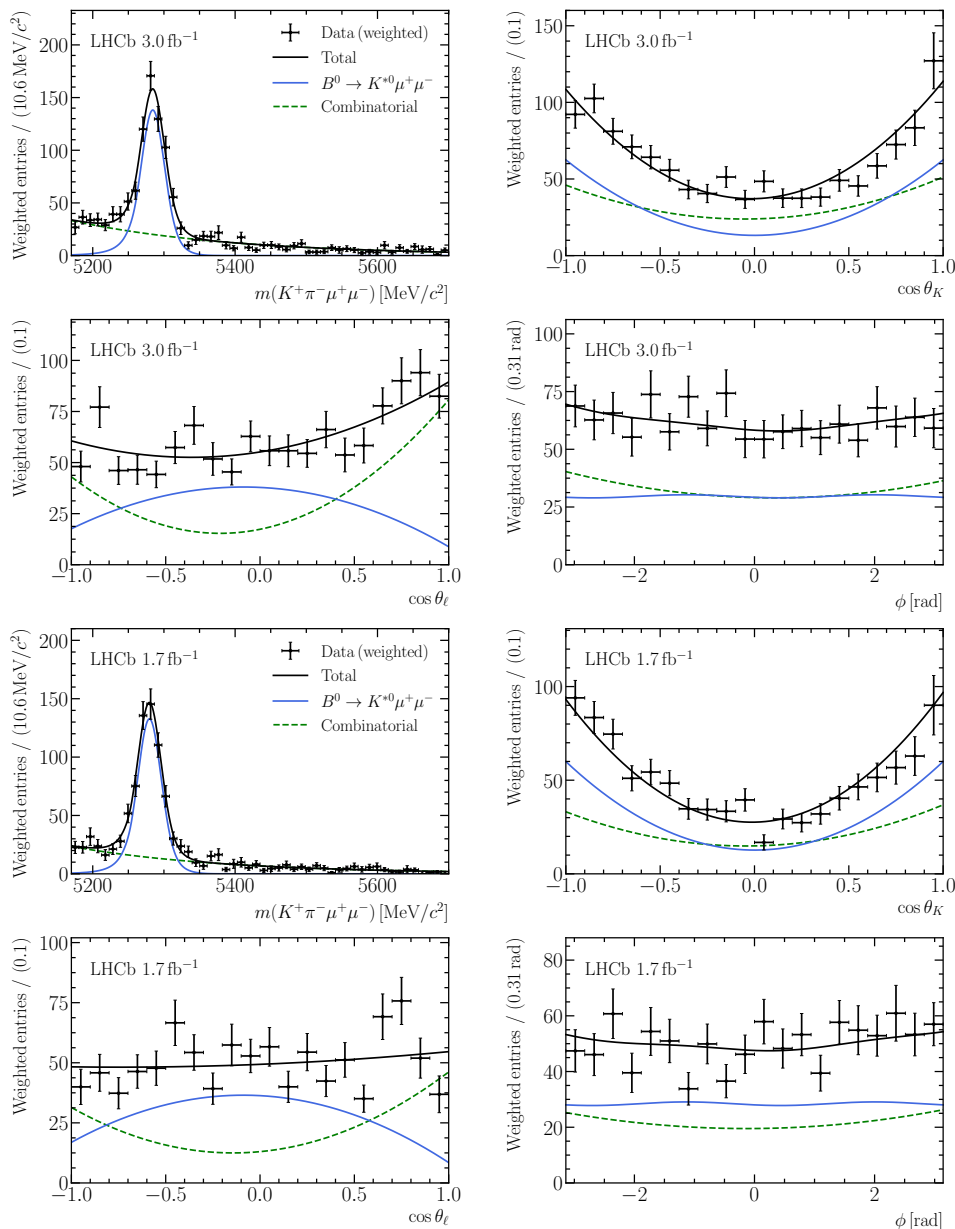 Weighted entries / (10.6 MeV/c²)
200
150
100
50
0
LHCb 3.0 fb⁻¹
Data (weighted)
Total
B⁰ → K*⁰μ⁺μ⁻
Combinatorial
5200 5400 5600
m(K⁺π⁻μ⁺μ⁻) [MeV/c²]
Weighted entries / (0.1)
150
100
50
0
LHCb 3.0 fb⁻¹
−1.0 −0.5 0.0 0.5 1.0
cos θ_K
Weighted entries / (0.1)
100
75
50
25
0
LHCb 3.0 fb⁻¹
−1.0 −0.5 0.0 0.5 1.0
cos θ_ℓ
Weighted entries / (0.31 rad)
100
75
50
25
0
LHCb 3.0 fb⁻¹
−2 0 2
ϕ [rad]
Weighted entries / (10.6 MeV/c²)
200
150
100
50
0
LHCb 1.7 fb⁻¹
Data (weighted)
Total
B⁰ → K*⁰μ⁺μ⁻
Combinatorial
5200 5400 5600
m(K⁺π⁻μ⁺μ⁻) [MeV/c²]
Weighted entries / (0.1)
100
50
0
LHCb 1.7 fb⁻¹
−1.0 −0.5 0.0 0.5 1.0
cos θ_K
Weighted entries / (0.1)
100
75
50
25
0
LHCb 1.7 fb⁻¹
−1.0 −0.5 0.0 0.5 1.0
cos θ_ℓ
Weighted entries / (0.31 rad)
80
60
40
20
0
LHCb 1.7 fb⁻¹
−2 0 2
ϕ [rad]